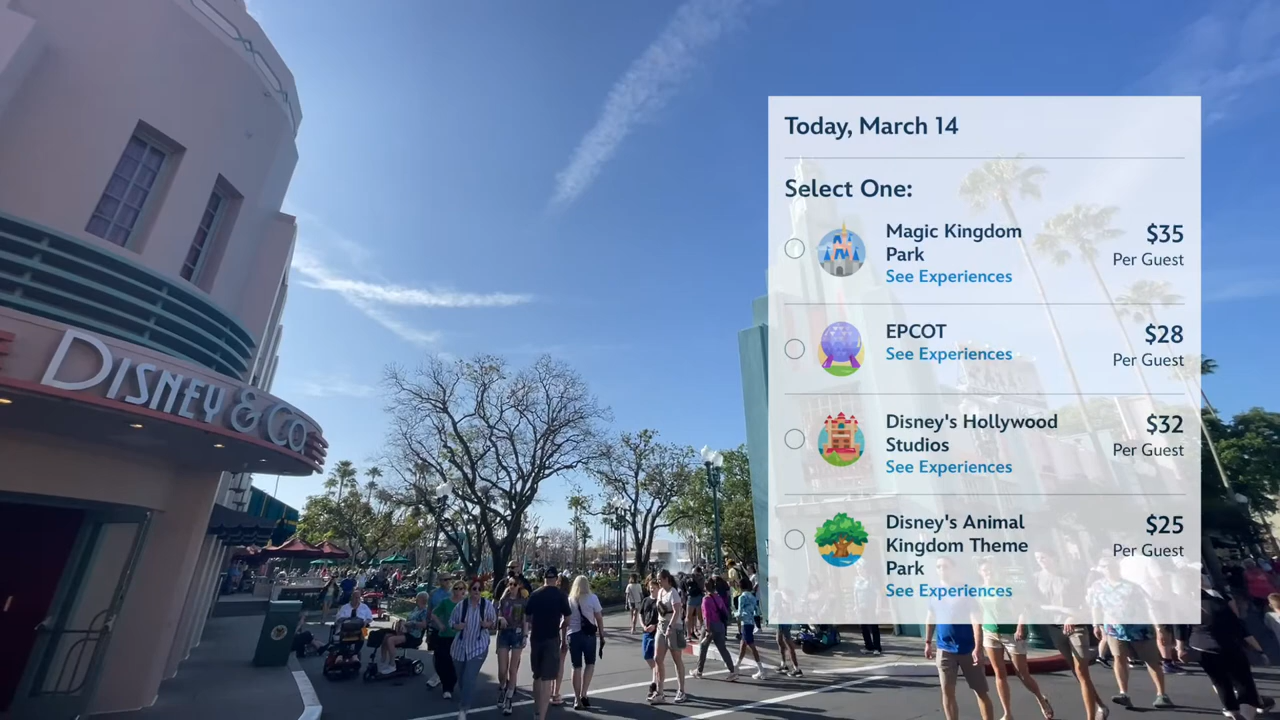 DISNEY & CO
Today, March 14
Select One:
Magic Kingdom
Park
See Experiences
$35
Per Guest
EPCOT
See Experiences
$28
Per Guest
Disney's Hollywood
Studios
See Experiences
$32
Per Guest
Disney's Animal
Kingdom Theme
Park
See Experiences
$25
Per Guest